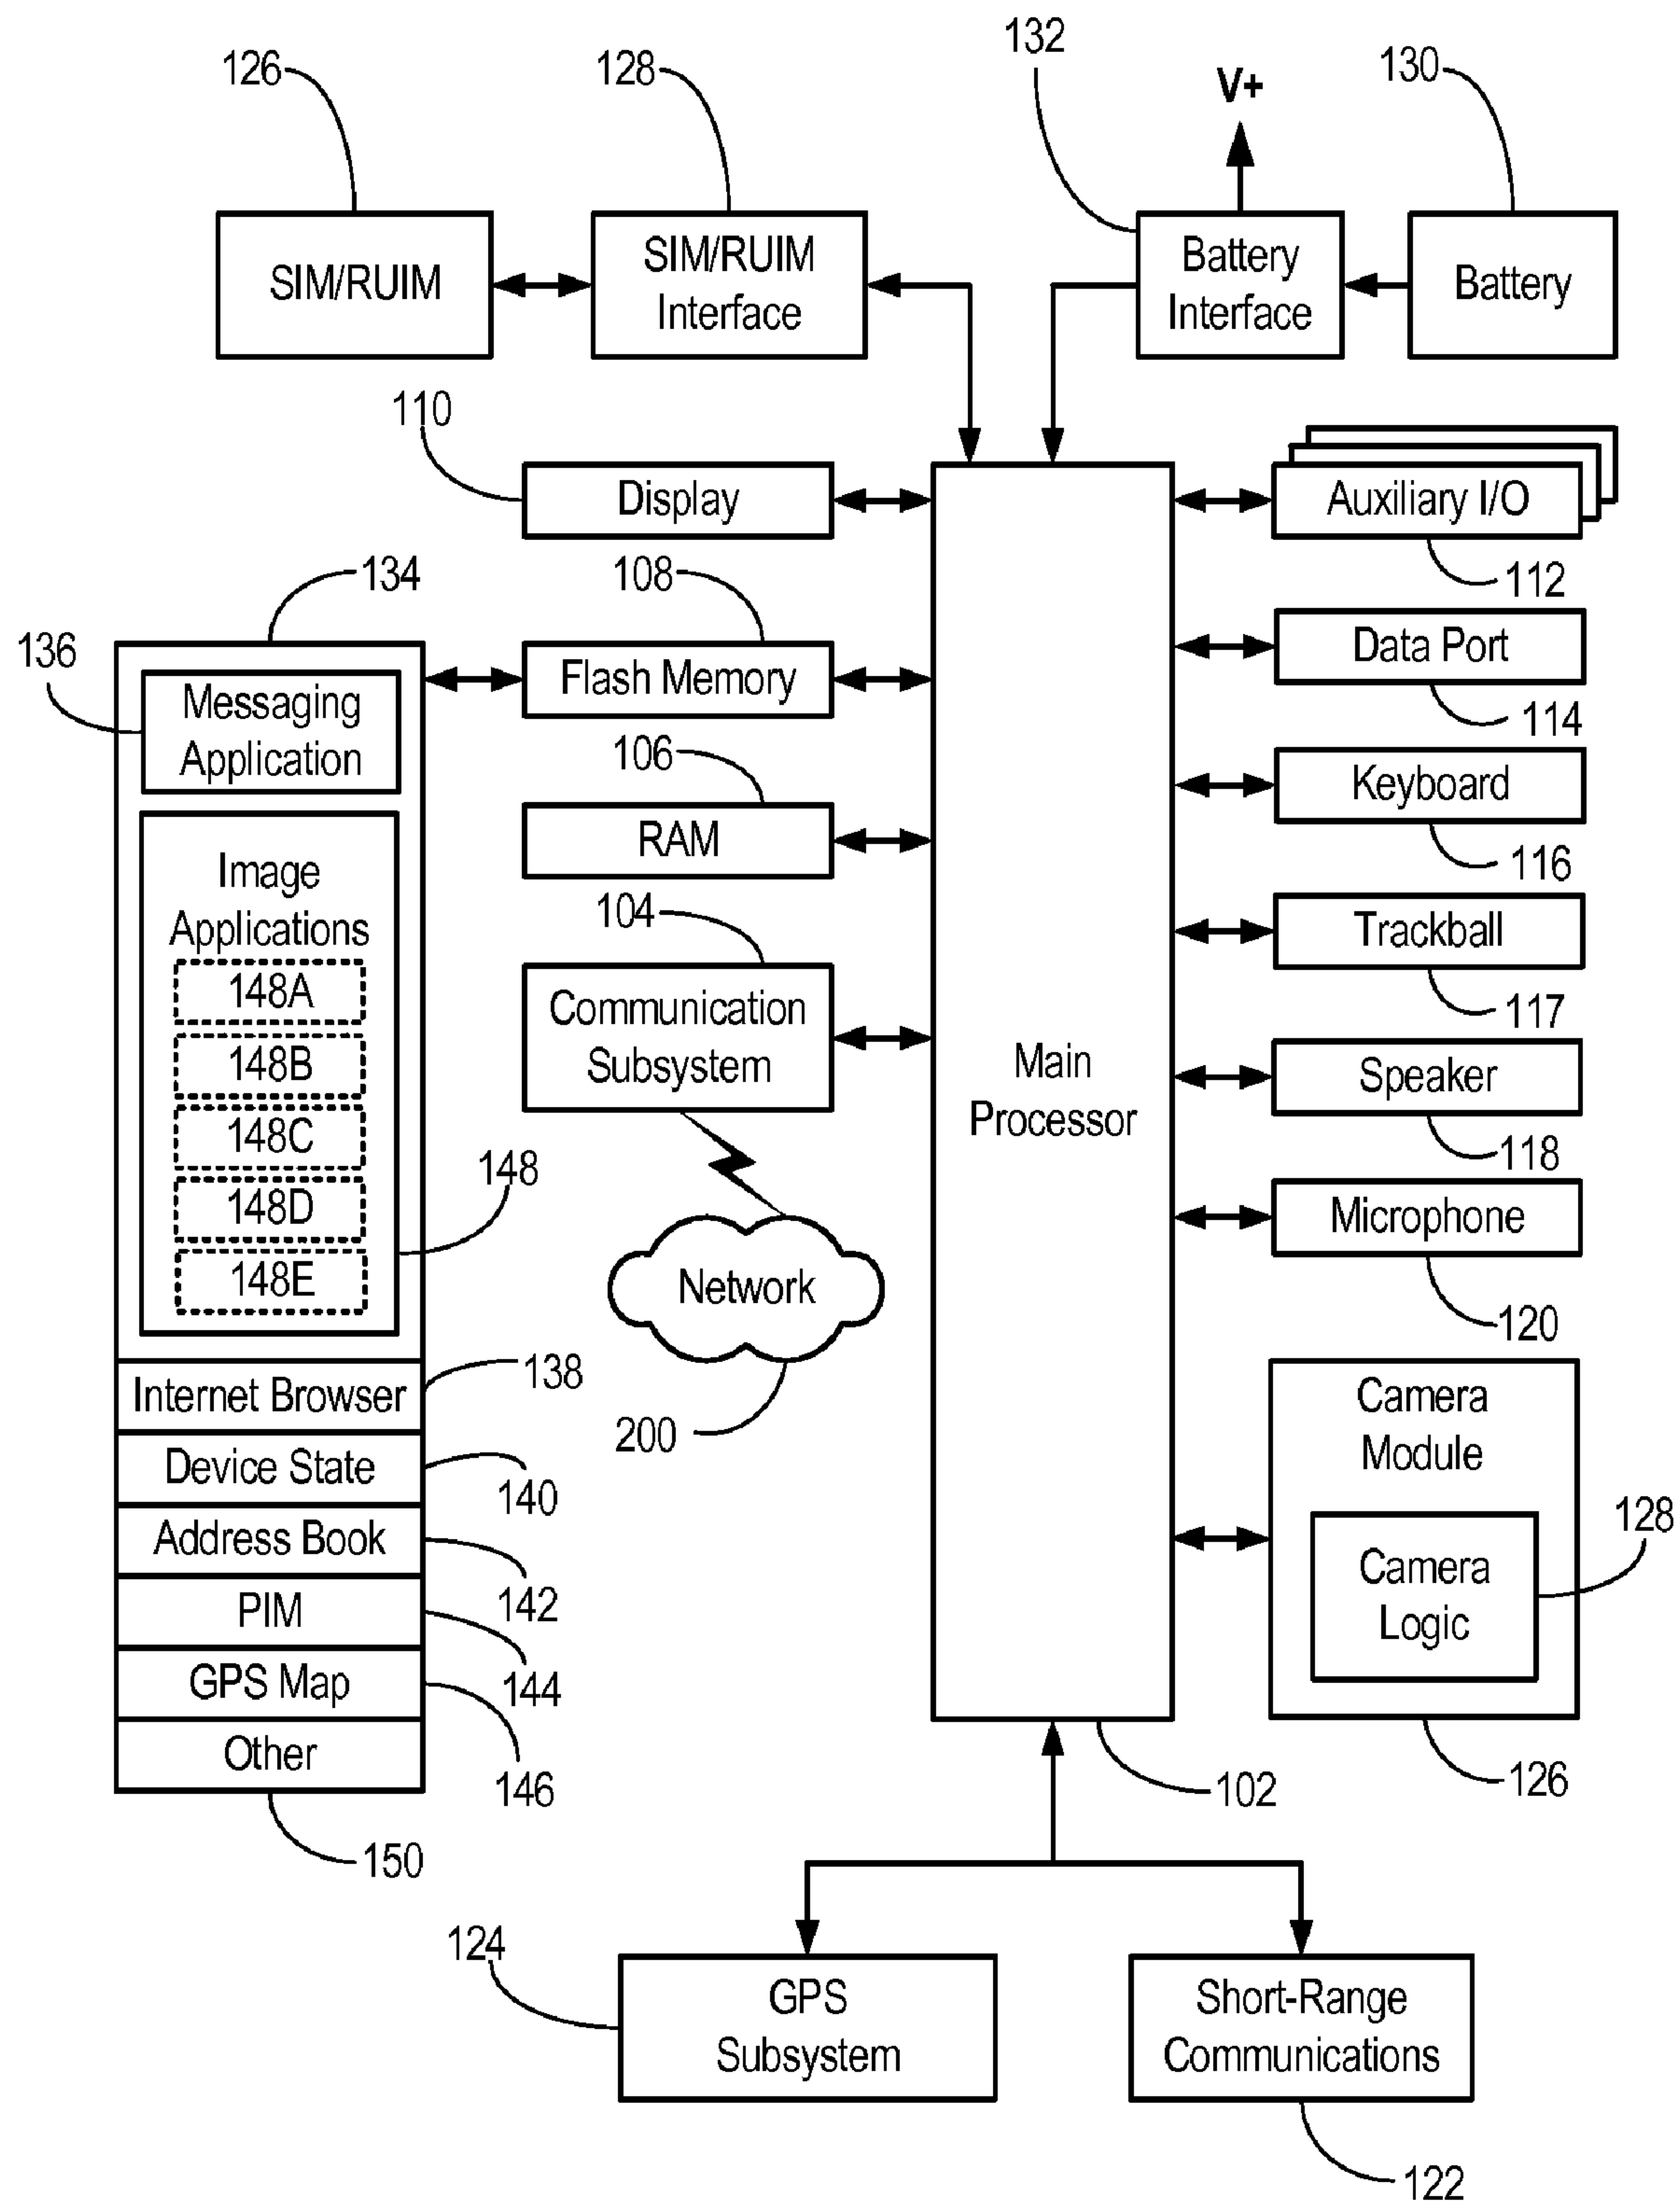 132
126
128
V+
130
SIM/RUIM
SIM/RUIM
Interface
Battery
Interface
Battery
110
Display
Auxiliary I/O
112
134
108
136
Messaging
Application
Flash Memory
Data Port
114
106
RAM
Keyboard
116
Image
Applications
148A
148B
148C
148D
148E
148
104
Communication
Subsystem
Trackball
117
Main
Processor
Speaker
118
Microphone
120
Network
200
Internet Browser
138
Device State
140
Address Book
142
PIM
144
GPS Map
146
Other
150
Camera
Module
Camera
Logic
128
126
102
124
GPS
Subsystem
Short-Range
Communications
122